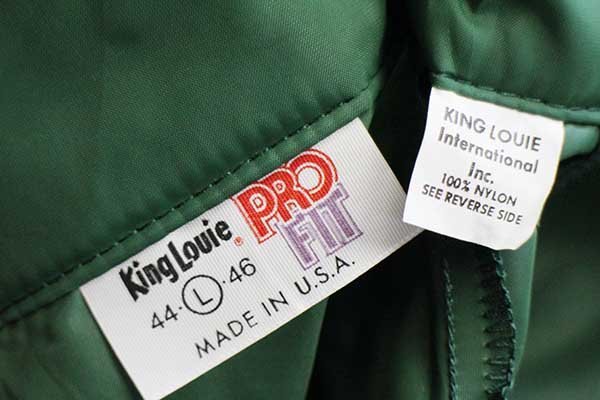 King Louie® PRO
FIT
44·Ⓛ·46
MADE IN U.S.A.
KING LOUIE
International
Inc.
100% NYLON
SEE REVERSE SIDE